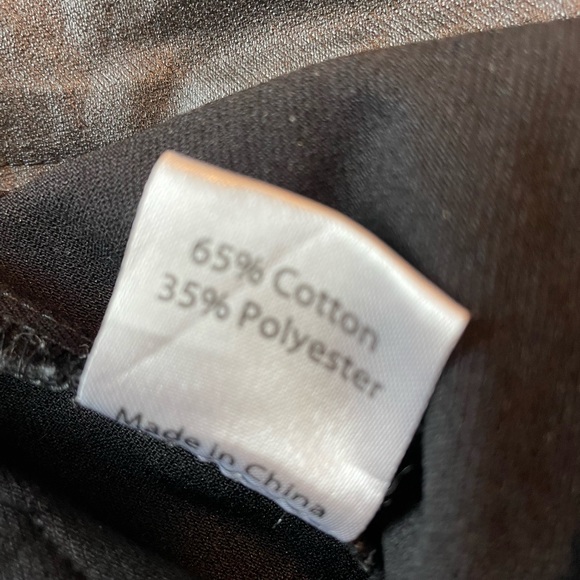 65% Cotton
35% Polyester
Made in China